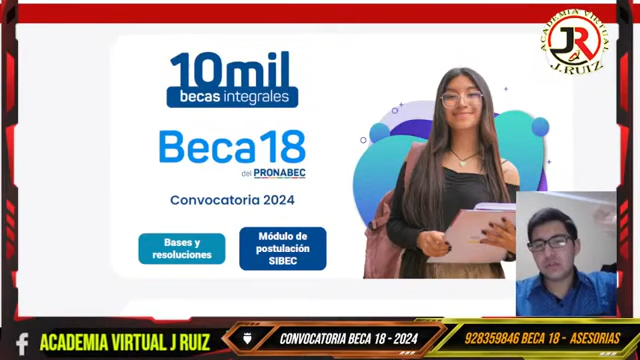 10mil
becas integrales
Beca18
del PRONABEC
Convocatoria 2024
Bases y
resoluciones
Módulo de
postulación
SIBEC
ACADEMIA VIRTUAL
JR
J.RUIZ
f ACADEMIA VIRTUAL J RUIZ
CONVOCATORIA BECA 18 - 2024
928359846 BECA 18 - ASESORIAS